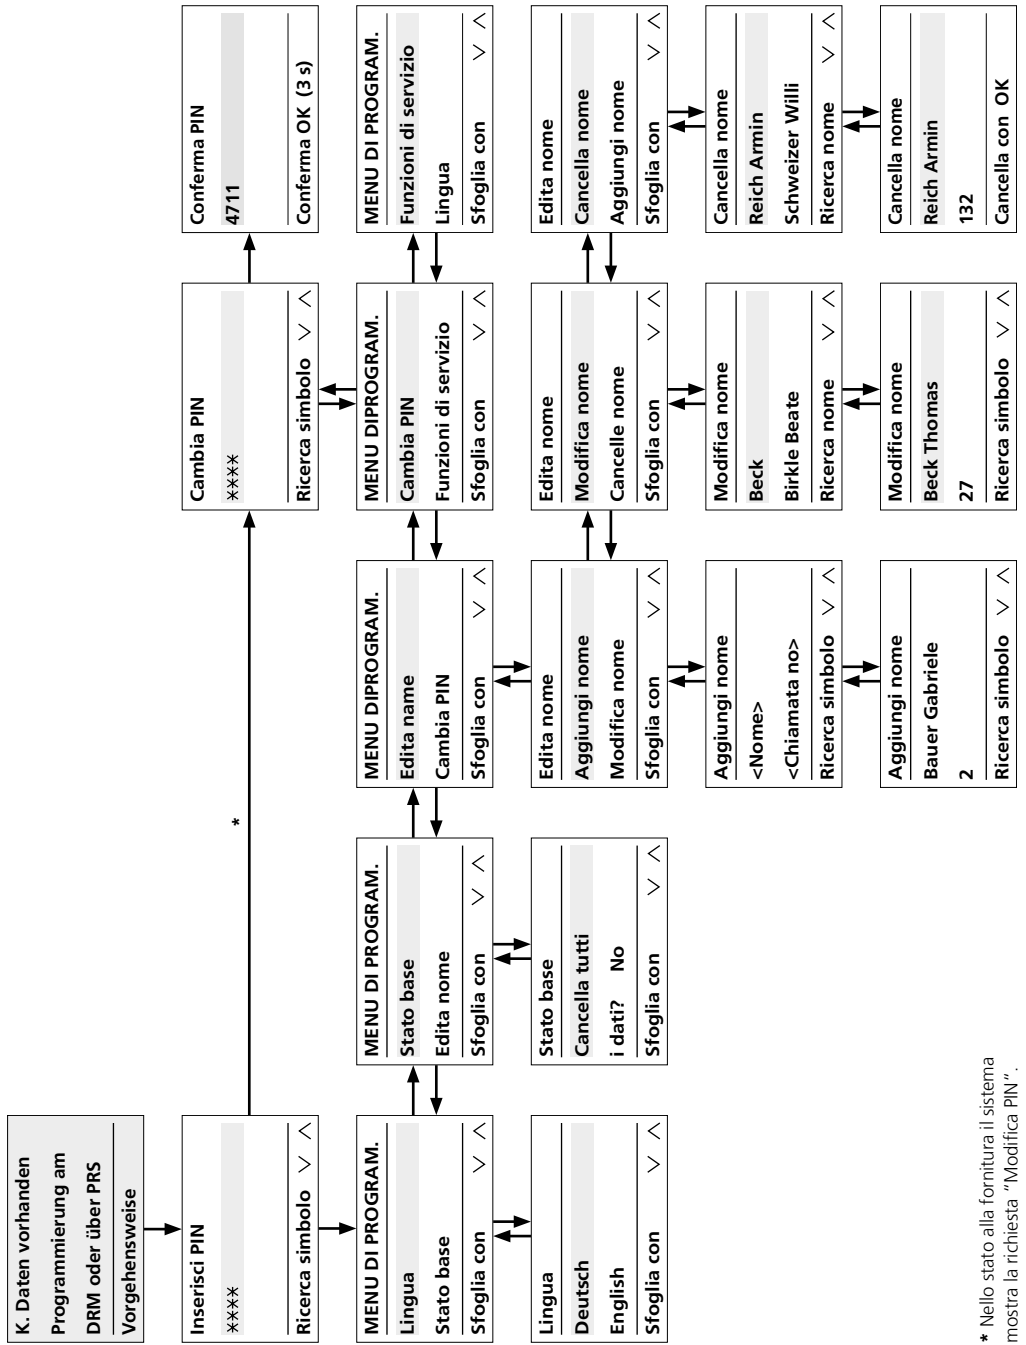 K. Daten vorhanden
Programmierung am
DRM oder über PRS
Vorgehensweise
Inserisci PIN
****
Ricerca simbolo ∨ ∧
*
Cambia PIN
****
Ricerca simbolo ∨ ∧
Conferma PIN
4711
Conferma OK (3 s)
MENU DI PROGRAM.
Lingua
Stato base
Sfoglia con ∨ ∧
MENU DI PROGRAM.
Stato base
Edita nome
Sfoglia con ∨ ∧
MENU DIPROGRAM.
Edita name
Cambia PIN
Sfoglia con ∨ ∧
MENU DIPROGRAM.
Cambia PIN
Funzioni di servizio
Sfoglia con ∨ ∧
MENU DI PROGRAM.
Funzioni di servizio
Lingua
Sfoglia con ∨ ∧
Lingua
Deutsch
English
Sfoglia con ∨ ∧
Stato base
Cancella tutti
i dati? No
Sfoglia con ∨ ∧
Edita nome
Aggiungi nome
Modifica nome
Sfoglia con ∨ ∧
Edita nome
Modifica nome
Cancelle nome
Sfoglia con ∨ ∧
Edita nome
Cancella nome
Aggiungi nome
Sfoglia con ∨ ∧
Aggiungi nome
<Nome>
<Chiamata no>
Ricerca simbolo ∨ ∧
Modifica nome
Beck
Birkle Beate
Ricerca nome ∨ ∧
Cancella nome
Reich Armin
Schweizer Willi
Ricerca nome ∨ ∧
Aggiungi nome
Bauer Gabriele
2
Ricerca simbolo ∨ ∧
Modifica nome
Beck Thomas
27
Ricerca simbolo ∨ ∧
Cancella nome
Reich Armin
132
Cancella con OK
* Nello stato alla fornitura il sistema
mostra la richiesta "Modifica PIN".